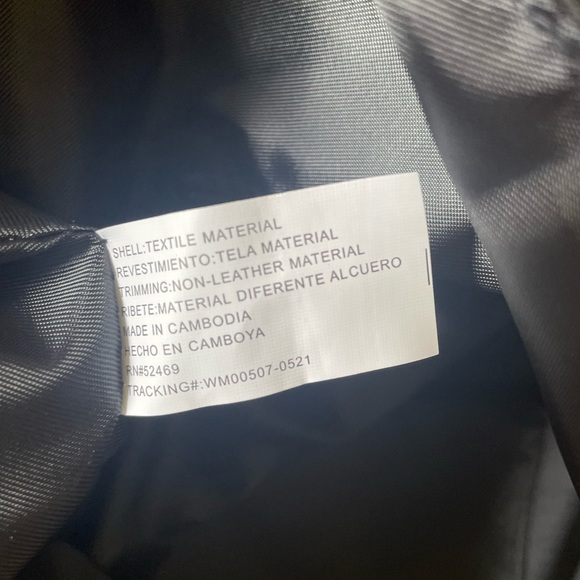 SHELL:TEXTILE MATERIAL
REVESTIMIENTO:TELA MATERIAL
TRIMMING:NON-LEATHER MATERIAL
RIBETE:MATERIAL DIFERENTE ALCUERO
MADE IN CAMBODIA
HECHO EN CAMBOYA
RN#52469
TRACKING#:WM00507-0521